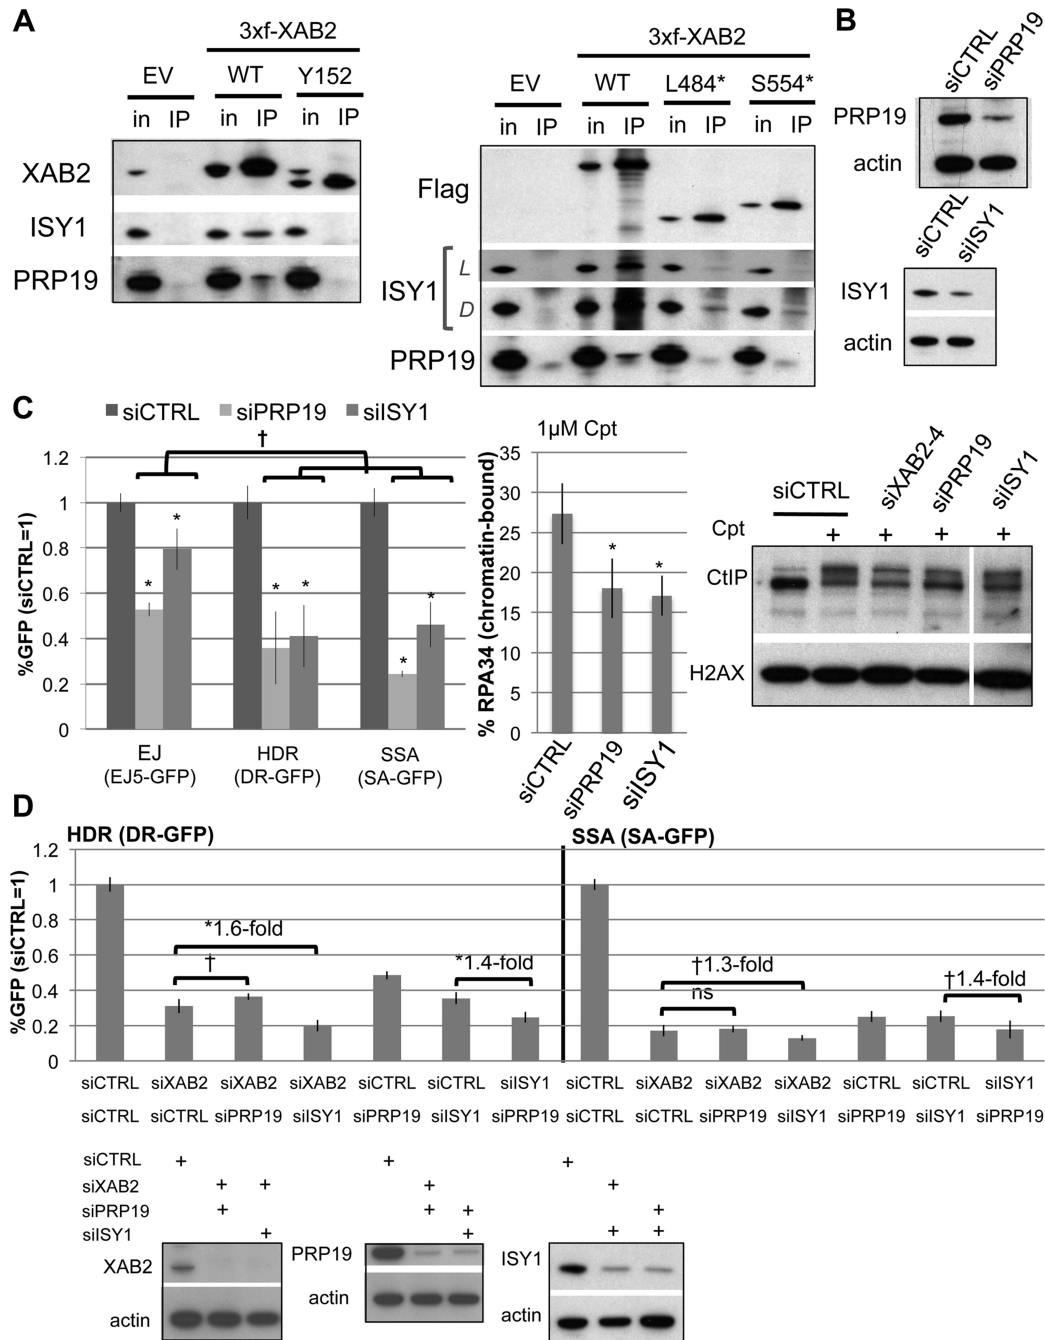 A
3xf-XAB2
EV WT Y152
in IP in IP in IP
XAB2
ISY1
PRP19
3xf-XAB2
EV WT L484* S554*
in IP in IP in IP in IP
Flag
ISY1
L
D
PRP19
B
siCTRL siPRP19
PRP19
actin
siCTRL siISY1
ISY1
actin
C
siCTRL siPRP19 siISY1
†
%GFP (siCTRL=1)
1.2
1
0.8
0.6
0.4
0.2
0
* *
* *
* *
EJ HDR SSA
(EJ5-GFP) (DR-GFP) (SA-GFP)
1µM Cpt
% RPA34 (chromatin-bound)
35
30
25
20
15
10
5
0
* *
siCTRL siPRP19 siISY1
siCTRL siXAB2-4 siPRP19 siISY1
Cpt + + + +
CtIP
H2AX
D
HDR (DR-GFP) SSA (SA-GFP)
%GFP (siCTRL=1)
1.2
1
0.8
0.6
0.4
0.2
0
*1.6-fold
†
*1.4-fold
†1.3-fold
ns
†1.4-fold
siCTRL siXAB2 siXAB2 siXAB2 siCTRL siCTRL siISY1 siCTRL siXAB2 siXAB2 siXAB2 siCTRL siCTRL siISY1
siCTRL siCTRL siPRP19 siISY1 siPRP19 siISY1 siPRP19 siCTRL siCTRL siPRP19 siISY1 siPRP19 siISY1 siPRP19
siCTRL + + +
siXAB2 + + + +
siPRP19 + + + +
siISY1 + + + +
XAB2
actin
PRP19
actin
ISY1
actin